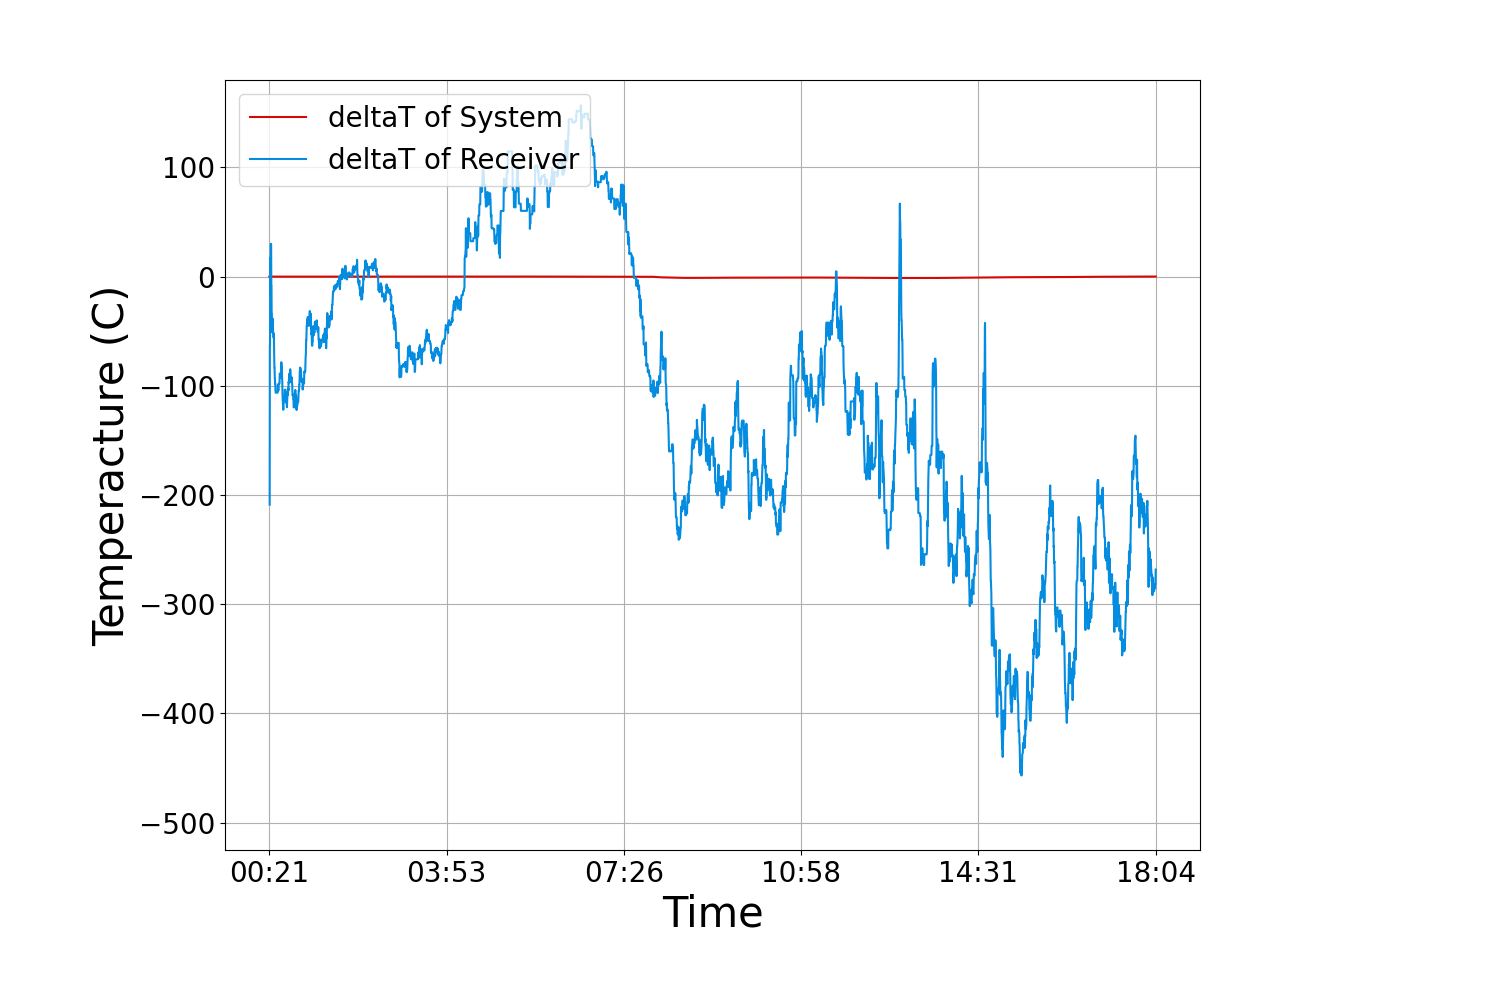 deltaT of System
deltaT of Receiver
Temperacture (C)
100
0
−100
−200
−300
−400
−500
00:21 03:53 07:26 10:58 14:31 18:04
Time